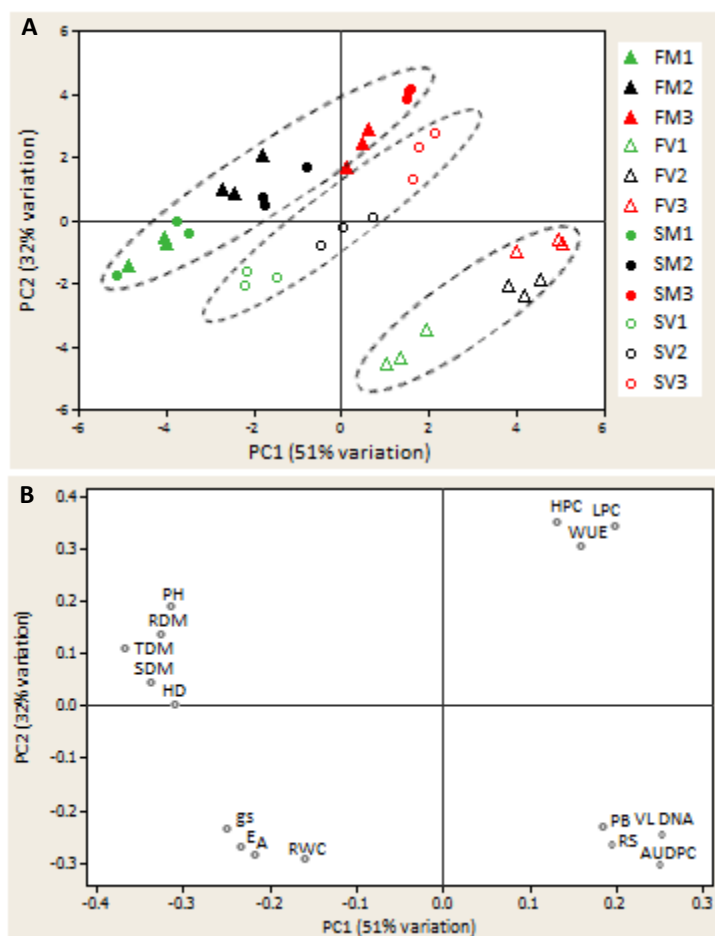 A
PC2 (32% variation)
6
4
2
0
-2
-4
-6
-6
-4
-2
0
2
4
6
PC1 (51% variation)
FM1
FM2
FM3
FV1
FV2
FV3
SM1
SM2
SM3
SV1
SV2
SV3
B
PC2 (32% variation)
0.4
0.3
0.2
0.1
0.0
-0.1
-0.2
-0.3
HPC LPC
WUE
PH
RDM
TDM
SDM
HD
gs
E
A
RWC
PB VL DNA
RS
AUDPC
-0.4
-0.3
-0.2
-0.1
0.0
0.1
0.2
0.3
PC1 (51% variation)